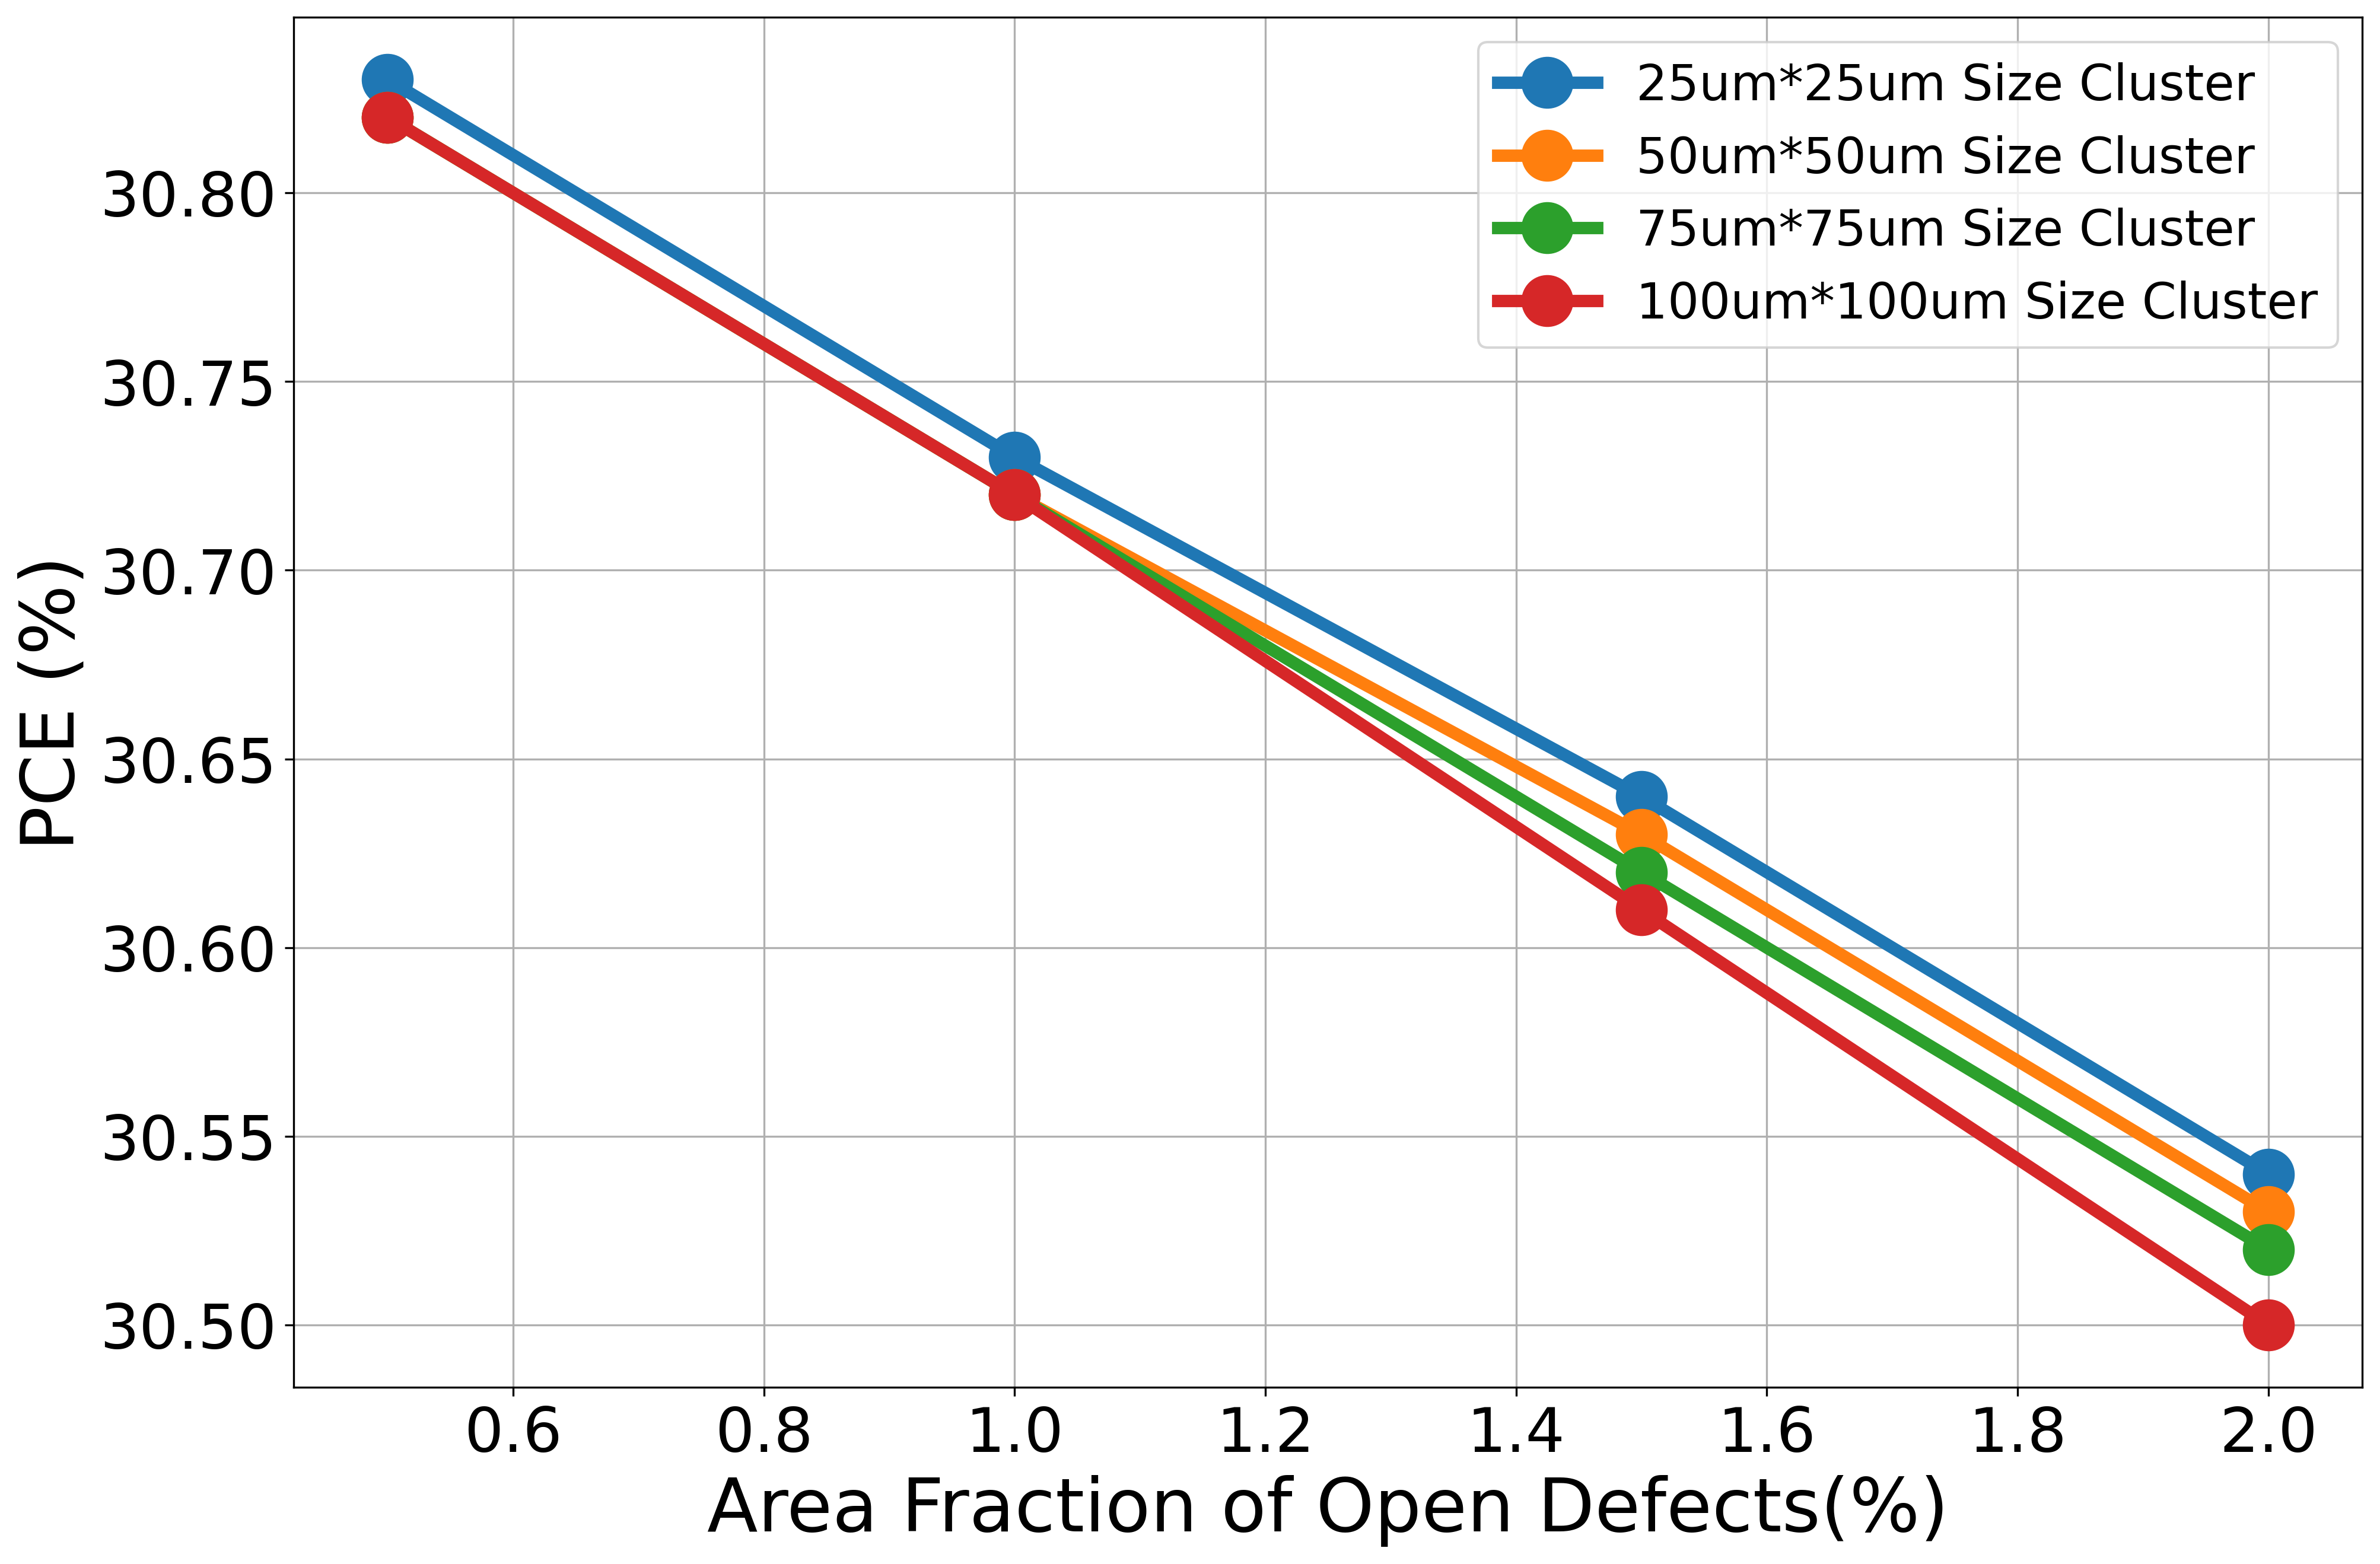 25um*25um Size Cluster
50um*50um Size Cluster
75um*75um Size Cluster
100um*100um Size Cluster
PCE (%)
30.80
30.75
30.70
30.65
30.60
30.55
30.50
0.6 0.8 1.0 1.2 1.4 1.6 1.8 2.0
Area Fraction of Open Defects(%)